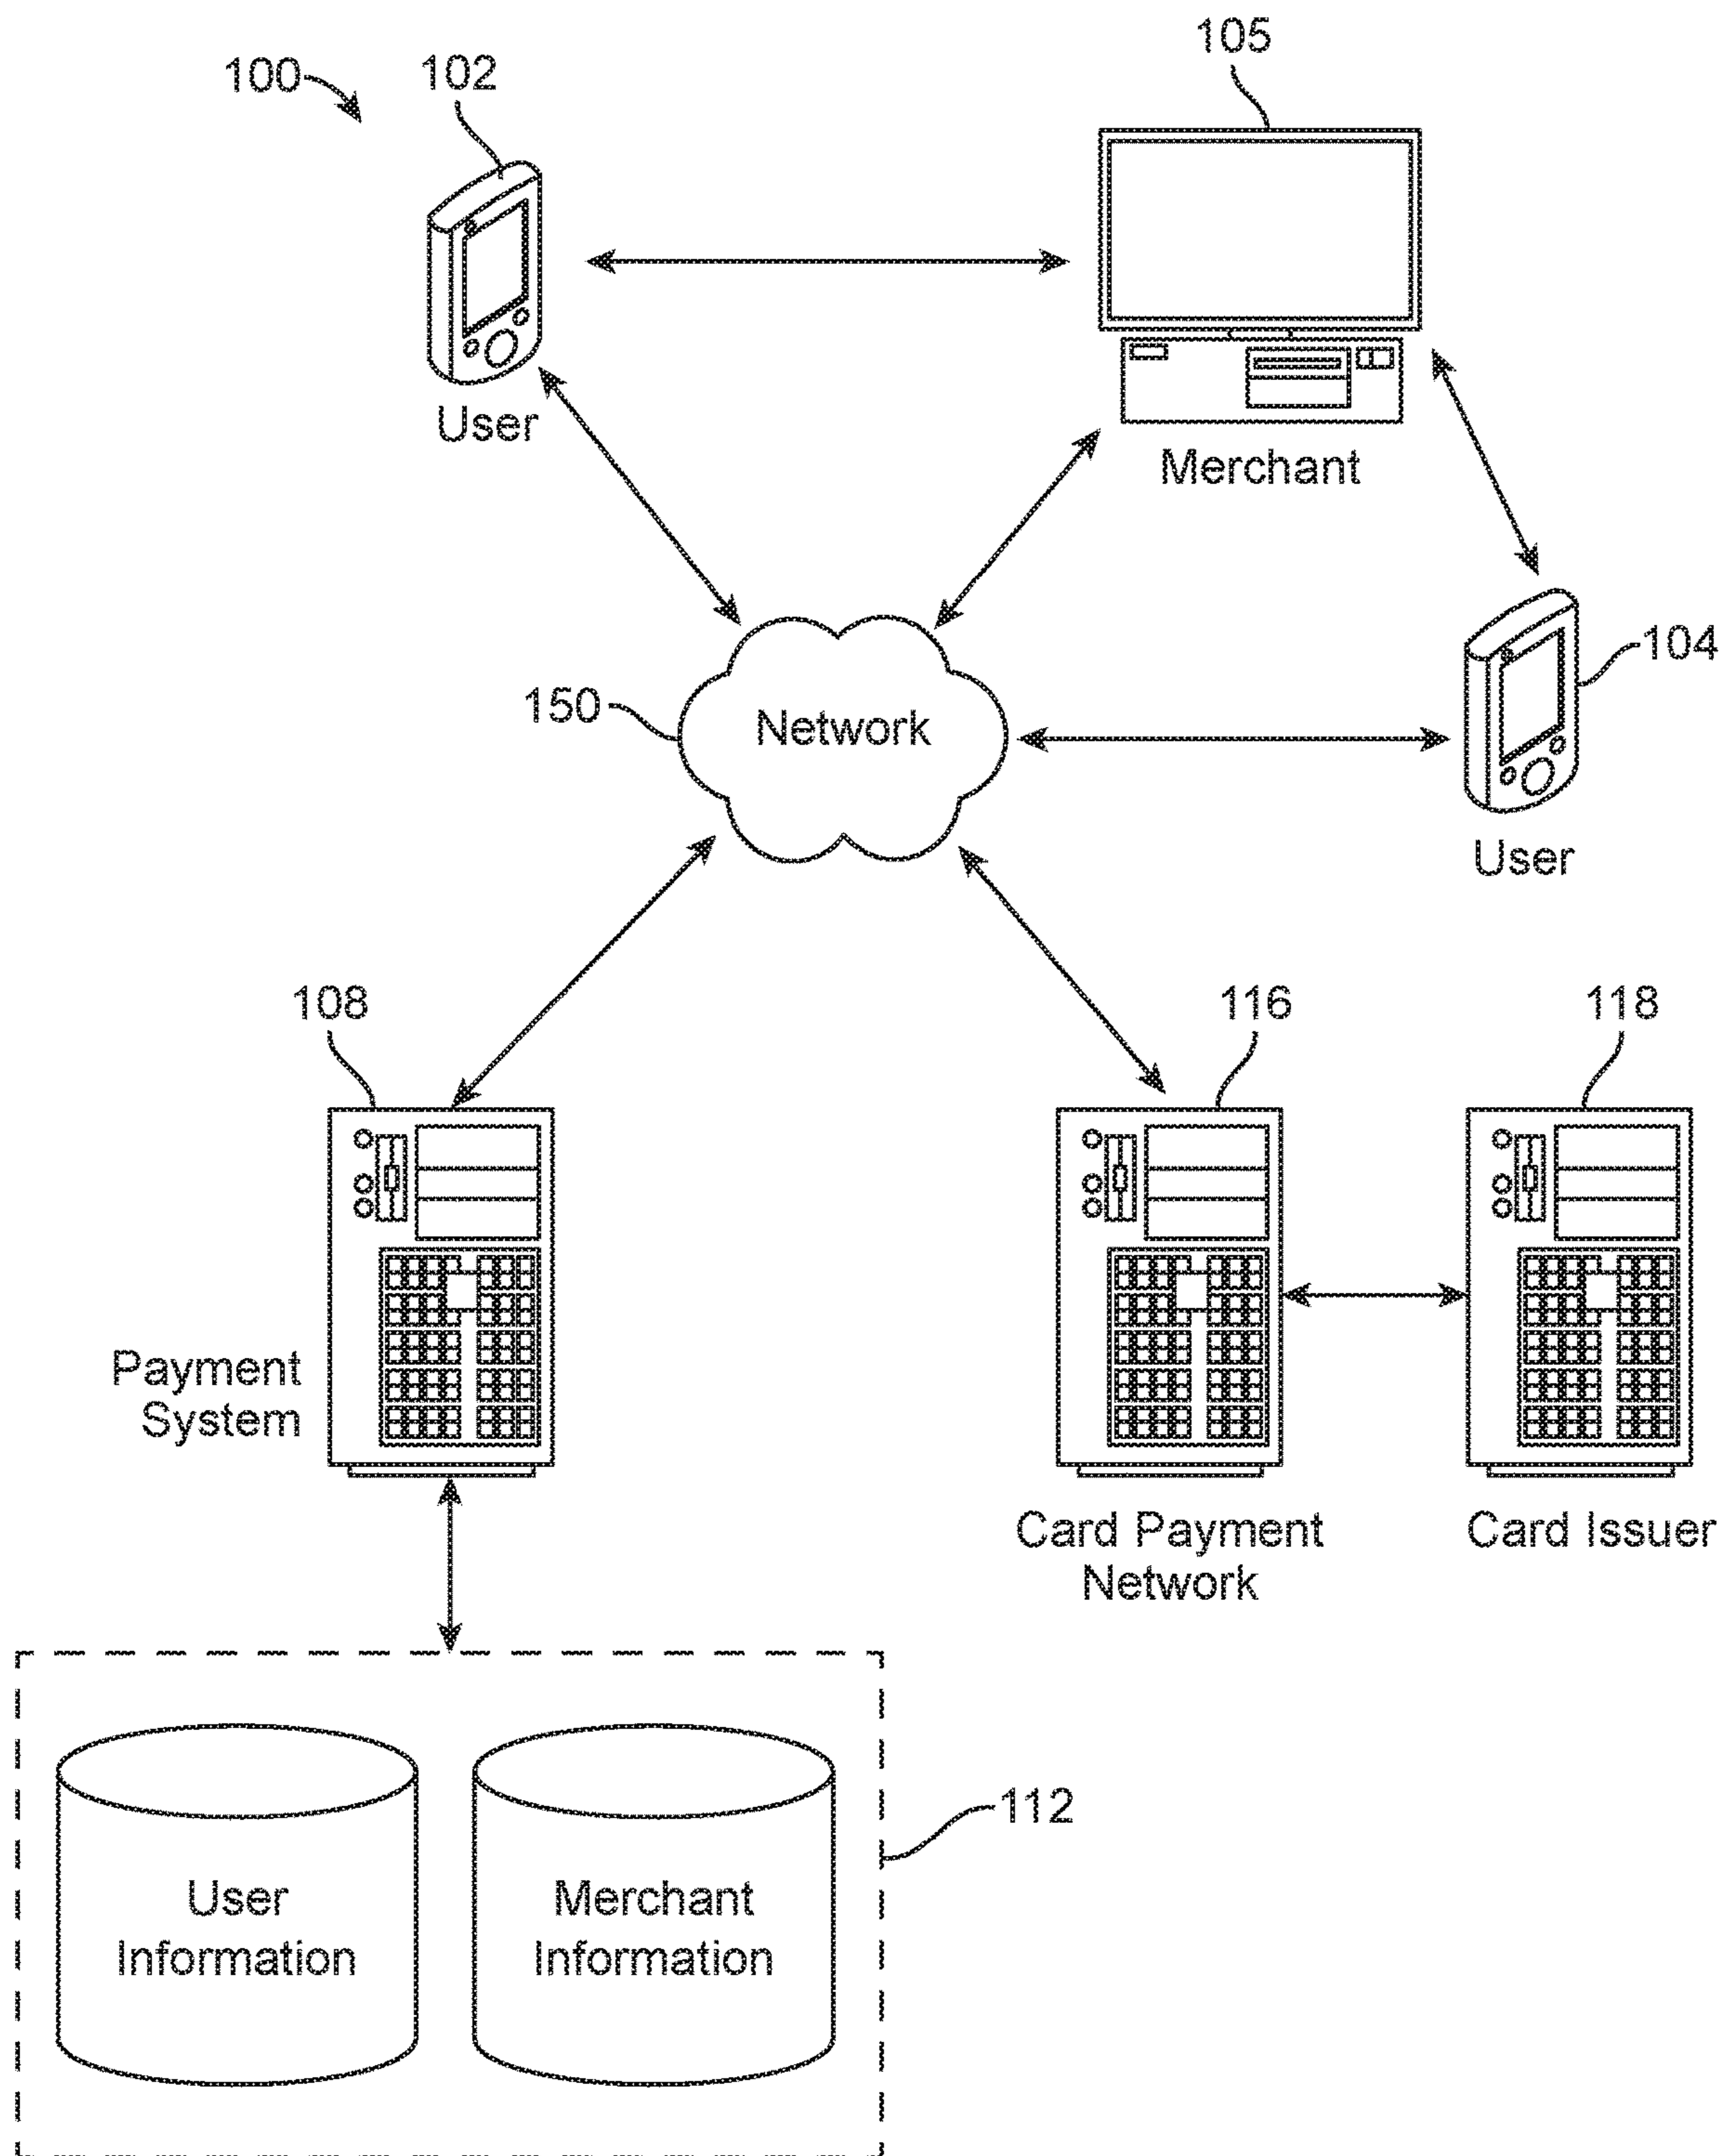 105
100
102
User
Merchant
104
150
Network
User
108
116
118
Payment
System
Card Payment
Network
Card Issuer
112
User
Information
Merchant
Information